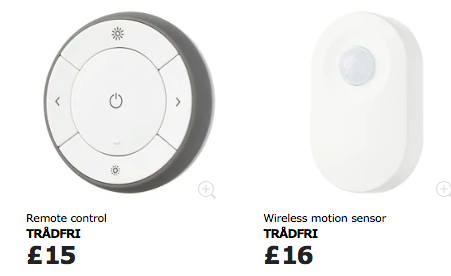 Remote control
TRÅDFRI
£15
Wireless motion sensor
TRÅDFRI
£16